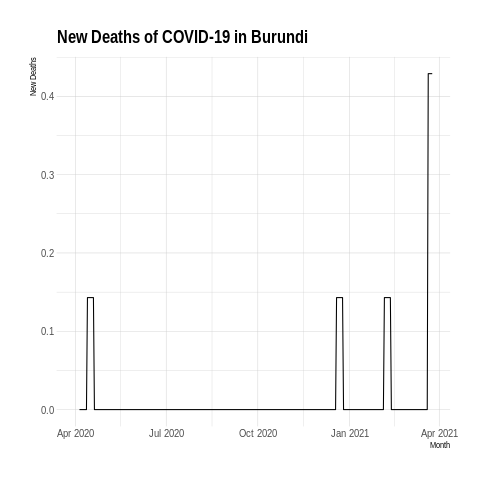 New Deaths of COVID-19 in Burundi
New Deaths
0.4
0.3
0.2
0.1
0.0
Apr 2020 Jul 2020 Oct 2020 Jan 2021 Apr 2021
Month